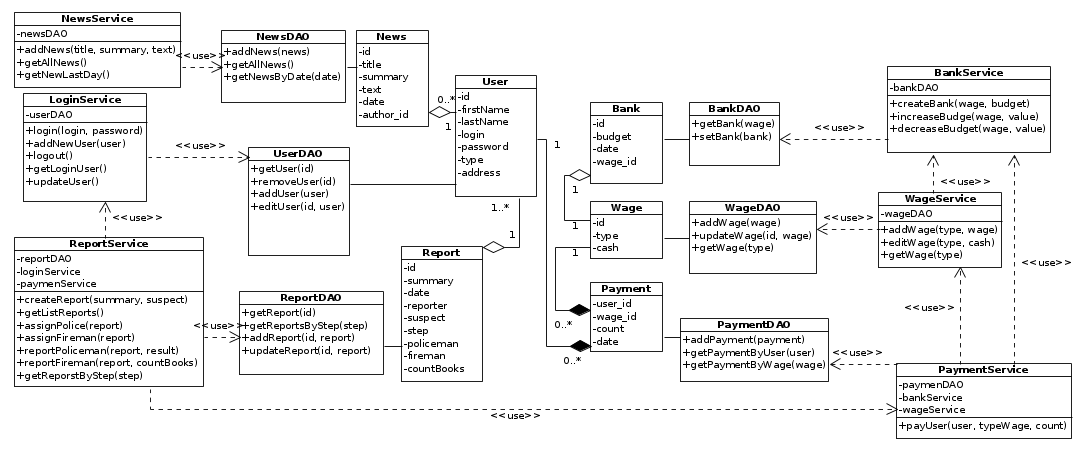 NewsService
-newsDAO
+addNews(title, summary, text)
+getAllNews()
+getNewLastDay()
<<use>>
NewsDAO
+addNews(news)
+getAllNews()
+getNewsByDate(date)
News
-id
-title
-summary
-text
-date
-author_id
0..*
1
User
-id
-firstName
-lastName
-login
-password
-type
-address
1
1..*
1
LoginService
-userDAO
+login(login, password)
+addNewUser(user)
+logout()
+getLoginUser()
+updateUser()
<<use>>
UserDAO
+getUser(id)
+removeUser(id)
+addUser(user)
+editUser(id, user)
<<use>>
ReportService
-reportDAO
-loginService
-paymenService
+createReport(summary, suspect)
+getListReports()
+assignPolice(report)
+assignFireman(report)
+reportPoliceman(report, result)
+reportFireman(report, countBooks)
+getReporstByStep(step)
<<use>>
ReportDAO
+getReport(id)
+getReportsByStep(step)
+addReport(id, report)
+updateReport(id, report)
Report
-id
-summary
-date
-reporter
-suspect
-step
-policeman
-fireman
-countBooks
Bank
-id
-budget
-date
-wage_id
1
1
BankDAO
+getBank(wage)
+setBank(bank)
<<use>>
BankService
-bankDAO
+createBank(wage, budget)
+increaseBudge(wage, value)
+decreaseBudget(wage, value)
<<use>>
Wage
-id
-type
-cash
1
WageDAO
+addWage(wage)
+updateWage(id, wage)
+getWage(type)
<<use>>
WageService
-wageDAO
+addWage(type, wage)
+editWage(type, cash)
+getWage(type)
<<use>>
<<use>>
Payment
-user_id
-wage_id
-count
-date
0..*
0..*
PaymentDAO
+addPayment(payment)
+getPaymentByUser(user)
+getPaymentByWage(wage)
<<use>>
PaymentService
-paymenDAO
-bankService
-wageService
+payUser(user, typeWage, count)
<<use>>